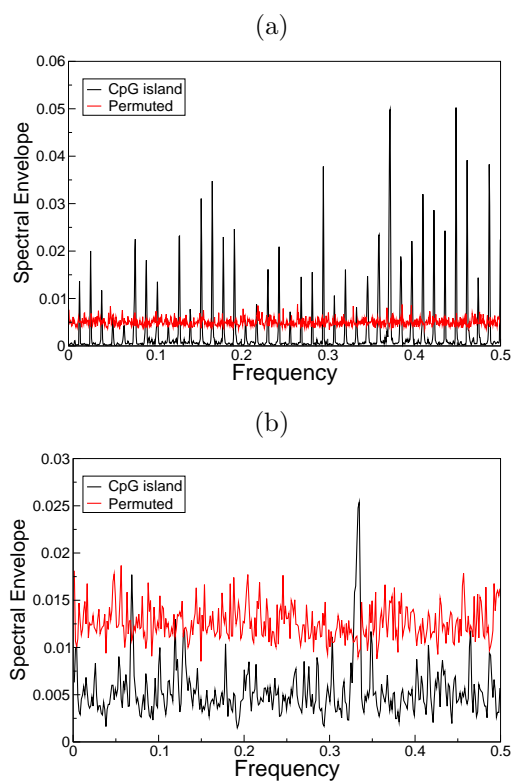 (a)
0.06
0.05
0.04
0.03
0.02
0.01
0
Spectral Envelope
CpG island
Permuted
0 0.1 0.2 0.3 0.4 0.5
Frequency
(b)
0.03
0.025
0.02
0.015
0.01
0.005
0
Spectral Envelope
CpG island
Permuted
0 0.1 0.2 0.3 0.4 0.5
Frequency